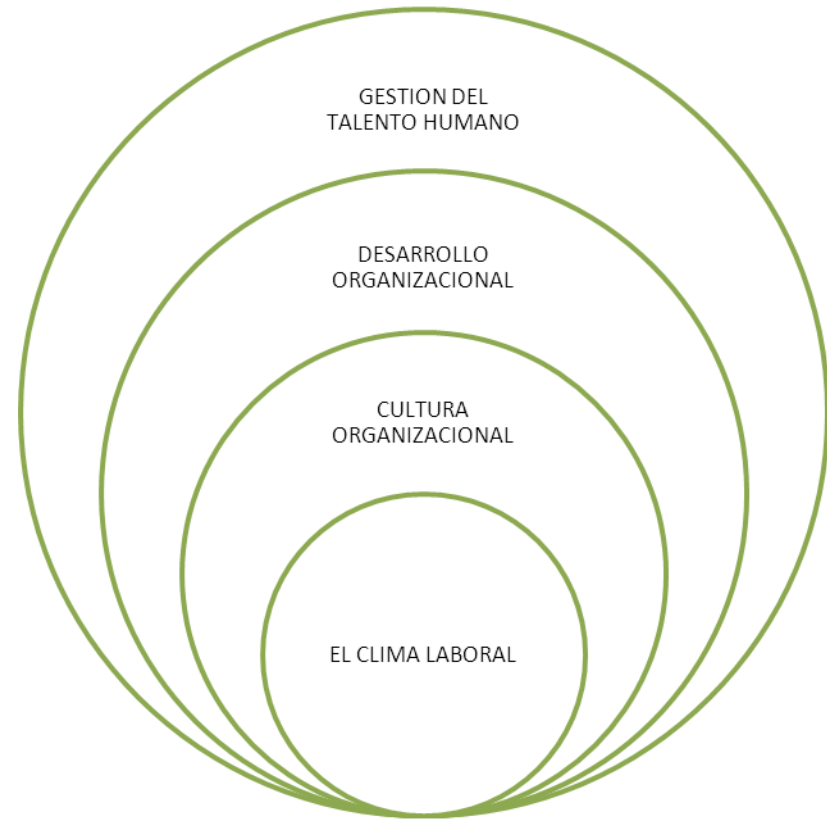 GESTION DEL
TALENTO HUMANO
DESARROLLO
ORGANIZACIONAL
CULTURA
ORGANIZACIONAL
EL CLIMA LABORAL